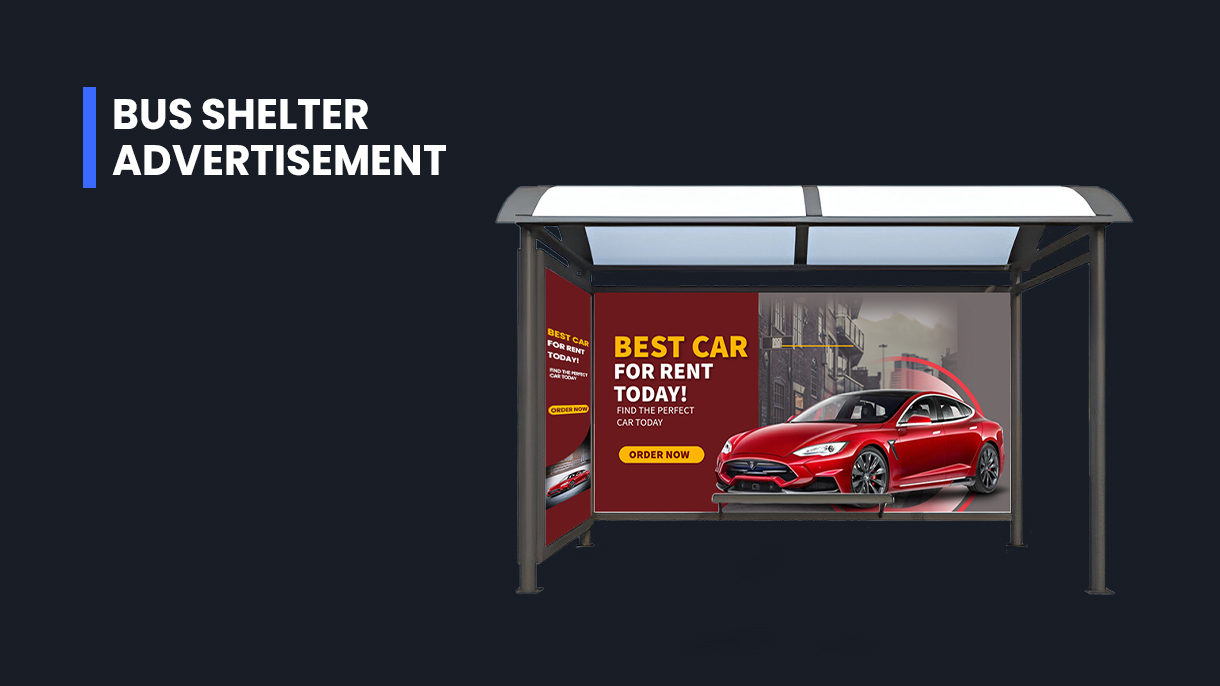 BUS SHELTER
ADVERTISEMENT
BEST CAR
FOR RENT
TODAY!
FIND THE PERFECT
CAR TODAY
ORDER NOW
BEST CAR
FOR RENT
TODAY!
FIND THE PERFECT
CAR TODAY
ORDER NOW